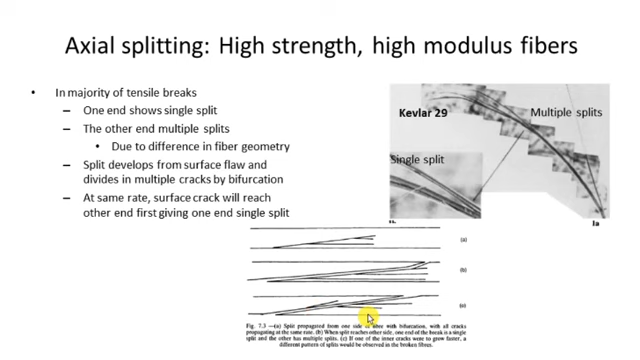 Axial splitting: High strength, high modulus fibers
• In majority of tensile breaks
– One end shows single split
– The other end multiple splits
• Due to difference in fiber geometry
– Split develops from surface flaw and
divides in multiple cracks by bifurcation
– At same rate, surface crack will reach
other end first giving one end single split
Kevlar 29
Multiple splits
Single split
1a
(a)
(b)
Fig. 7.3 —(a) Split propagated from one side of fibre with bifurcation, with all cracks
propagating at the same rate. (b) When split reaches other side, one end of the break is a single
split and the other has multiple splits. (c) If one of the inner cracks were to grow faster, a
different pattern of splits would be observed in the broken fibres.